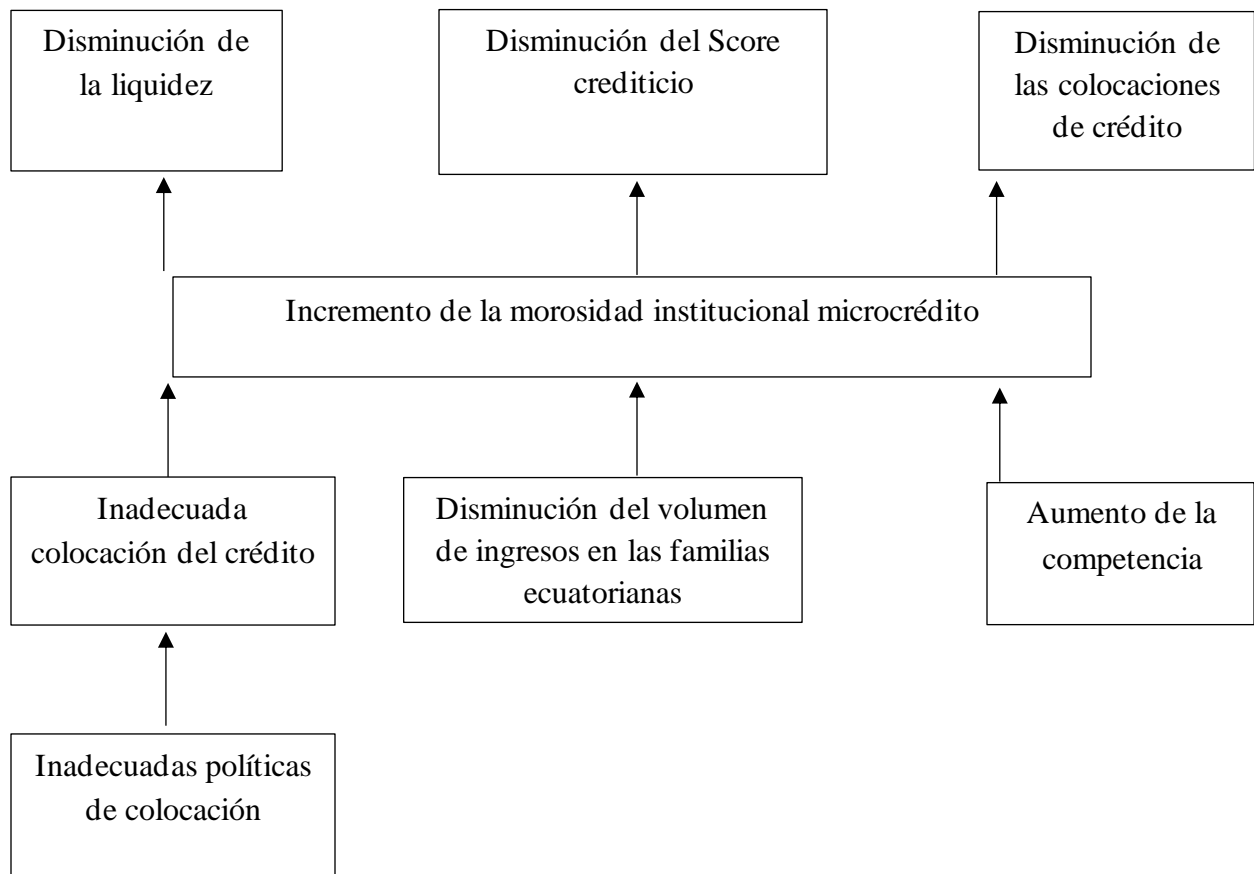 Disminución de
la liquidez
Disminución del Score
crediticio
Disminución de
las colocaciones
de crédito
Incremento de la morosidad institucional microcrédito
Inadecuada
colocación del crédito
Disminución del volumen
de ingresos en las familias
ecuatorianas
Aumento de la
competencia
Inadecuadas políticas
de colocación